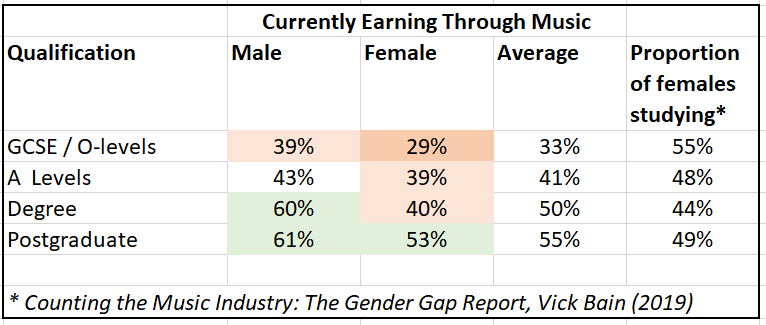 Currently Earning Through Music
Qualification Male Female Average Proportion
of females
studying*
GCSE / O-levels 39% 29% 33% 55%
A Levels 43% 39% 41% 48%
Degree 60% 40% 50% 44%
Postgraduate 61% 53% 55% 49%
* Counting the Music Industry: The Gender Gap Report, Vick Bain (2019)